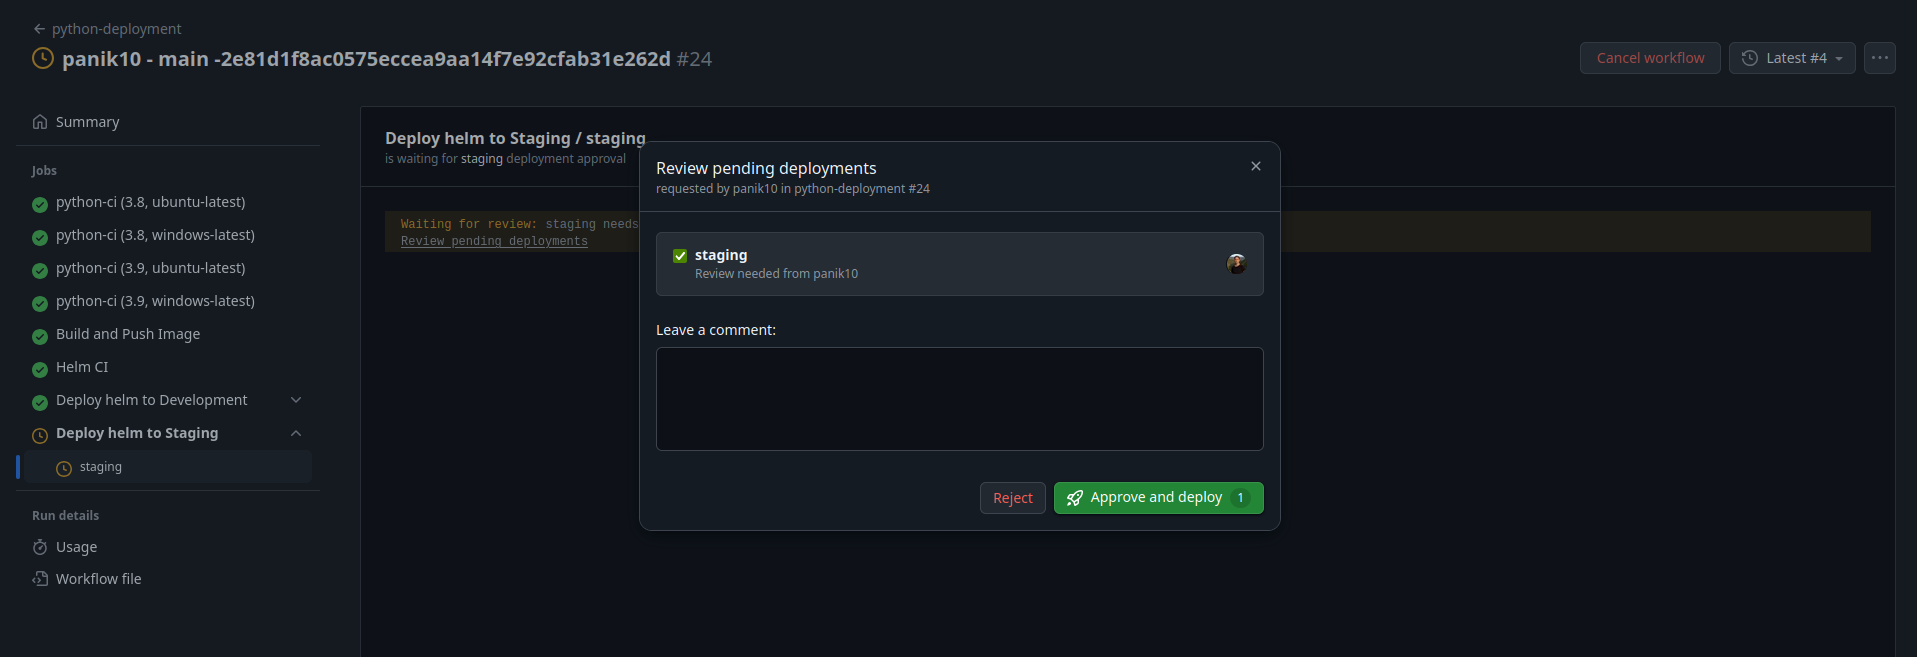 python-deployment
panik10 - main -2e81d1f8ac0575eccea9aa14f7e92cfab31e262d #24
Cancel workflow
Latest #4
Summary
Jobs
python-ci (3.8, ubuntu-latest)
python-ci (3.8, windows-latest)
python-ci (3.9, ubuntu-latest)
python-ci (3.9, windows-latest)
Build and Push Image
Helm CI
Deploy helm to Development
Deploy helm to Staging
staging
Run details
Usage
Workflow file
Deploy helm to Staging / staging
is waiting for staging deployment approval
Waiting for review: staging needs
Review pending deployments
Review pending deployments
requested by panik10 in python-deployment #24
staging
Review needed from panik10
Leave a comment:
Reject
Approve and deploy 1